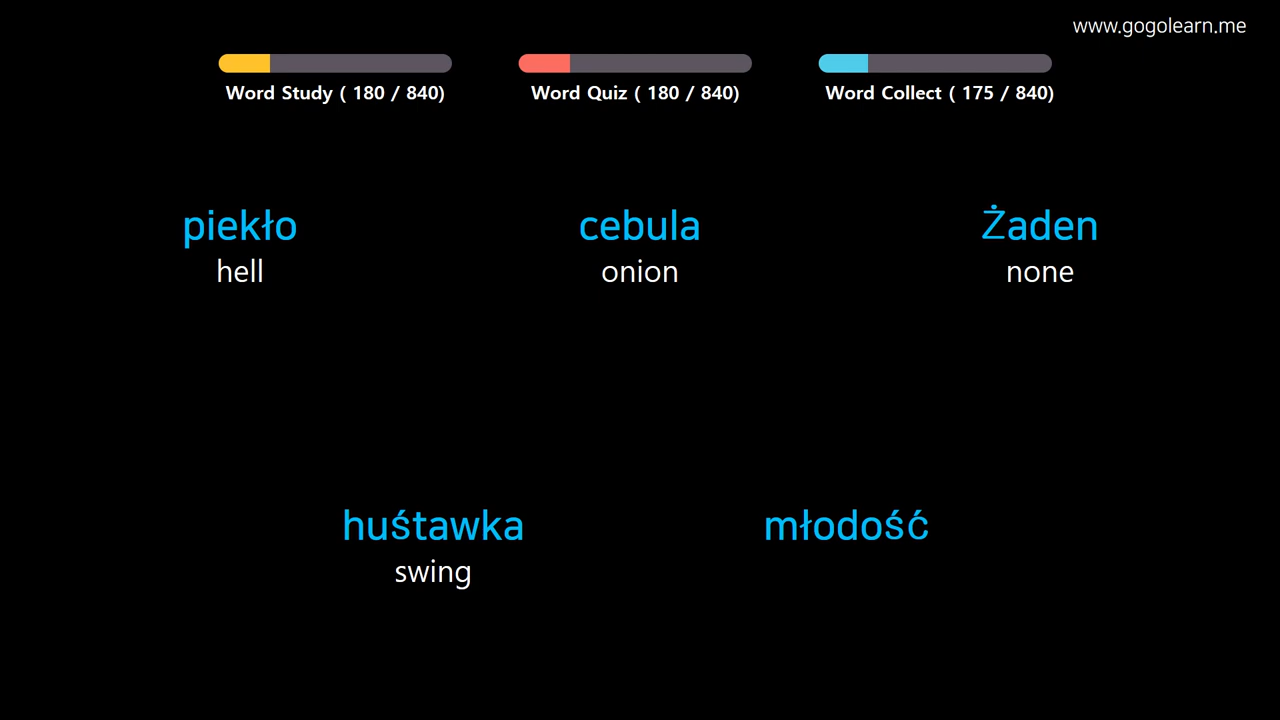 www.gogolearn.me
Word Study ( 180 / 840)
Word Quiz ( 180 / 840)
Word Collect ( 175 / 840)
piekło
hell
cebula
onion
Żaden
none
huśtawka
swing
młodość